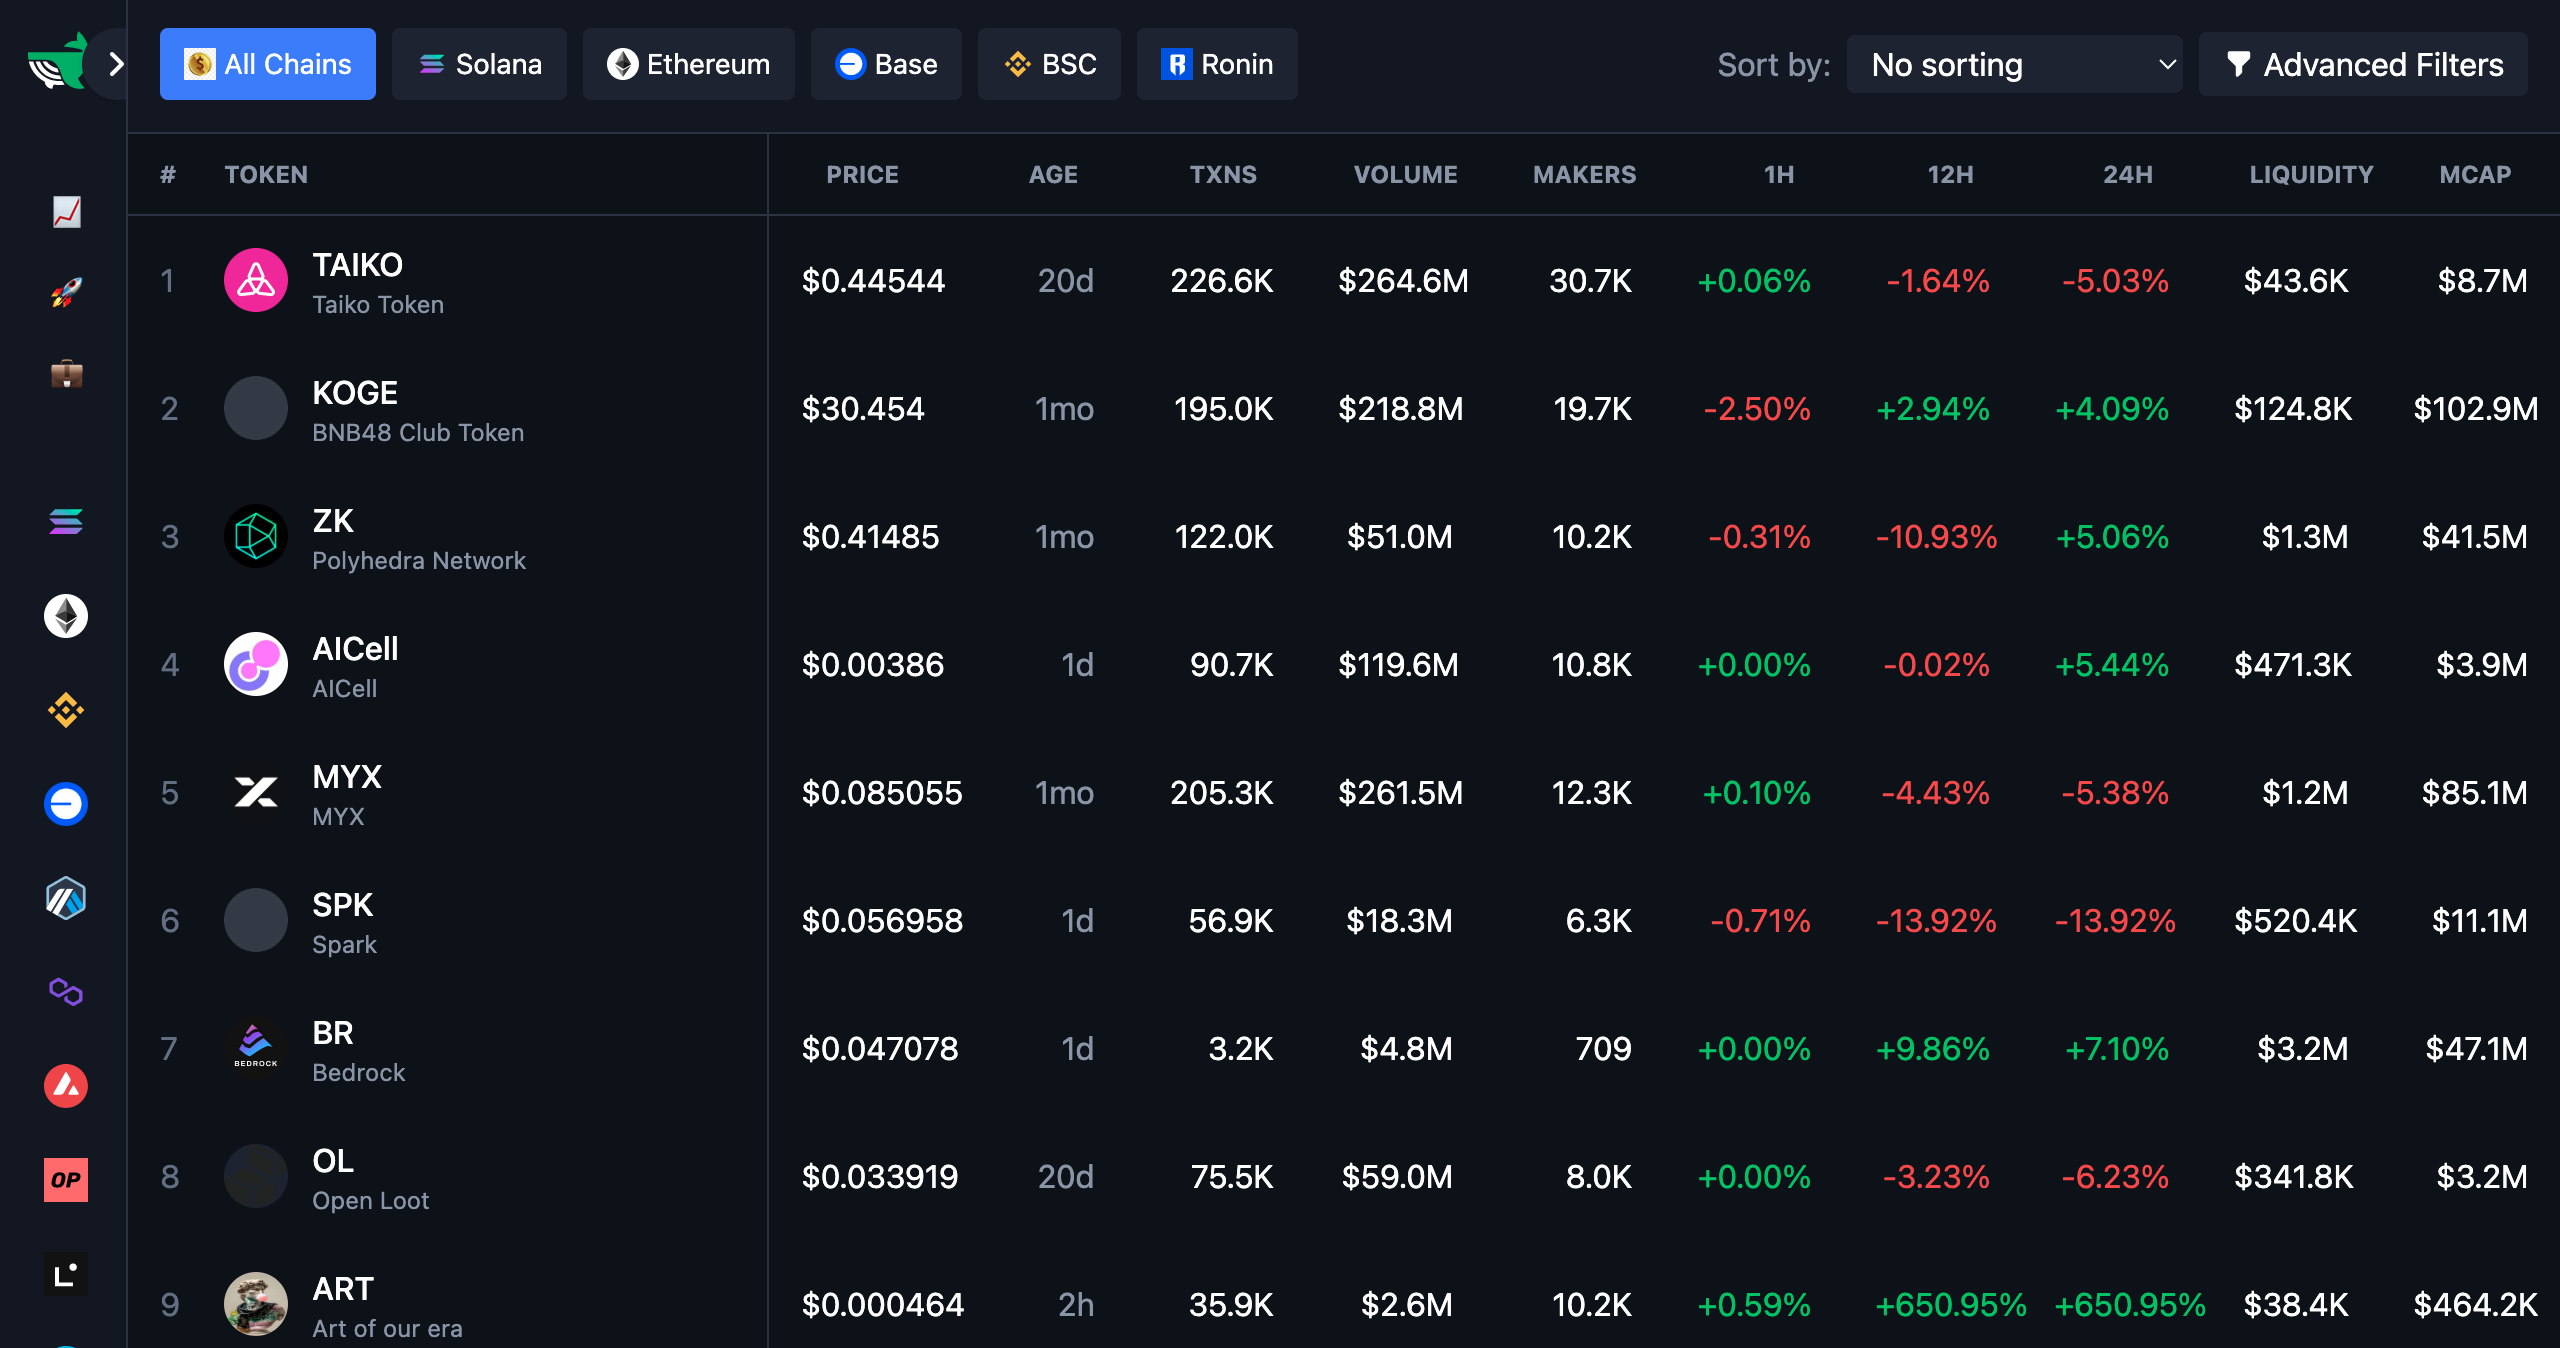 All Chains Solana Ethereum Base BSC Ronin Sort by: No sorting Advanced Filters
# TOKEN PRICE AGE TXNS VOLUME MAKERS 1H 12H 24H LIQUIDITY MCAP
1 TAIKO $0.44544 20d 226.6K $264.6M 30.7K +0.06% -1.64% -5.03% $43.6K $8.7M
Taiko Token
2 KOGE $30.454 1mo 195.0K $218.8M 19.7K -2.50% +2.94% +4.09% $124.8K $102.9M
BNB48 Club Token
3 ZK $0.41485 1mo 122.0K $51.0M 10.2K -0.31% -10.93% +5.06% $1.3M $41.5M
Polyhedra Network
4 AICell $0.00386 1d 90.7K $119.6M 10.8K +0.00% -0.02% +5.44% $471.3K $3.9M
AICell
5 MYX $0.085055 1mo 205.3K $261.5M 12.3K +0.10% -4.43% -5.38% $1.2M $85.1M
MYX
6 SPK $0.056958 1d 56.9K $18.3M 6.3K -0.71% -13.92% -13.92% $520.4K $11.1M
Spark
7 BR $0.047078 1d 3.2K $4.8M 709 +0.00% +9.86% +7.10% $3.2M $47.1M
BEDROCK
Bedrock
8 OL $0.033919 20d 75.5K $59.0M 8.0K +0.00% -3.23% -6.23% $341.8K $3.2M
Open Loot
OP
9 ART $0.000464 2h 35.9K $2.6M 10.2K +0.59% +650.95% +650.95% $38.4K $464.2K
Art of our era